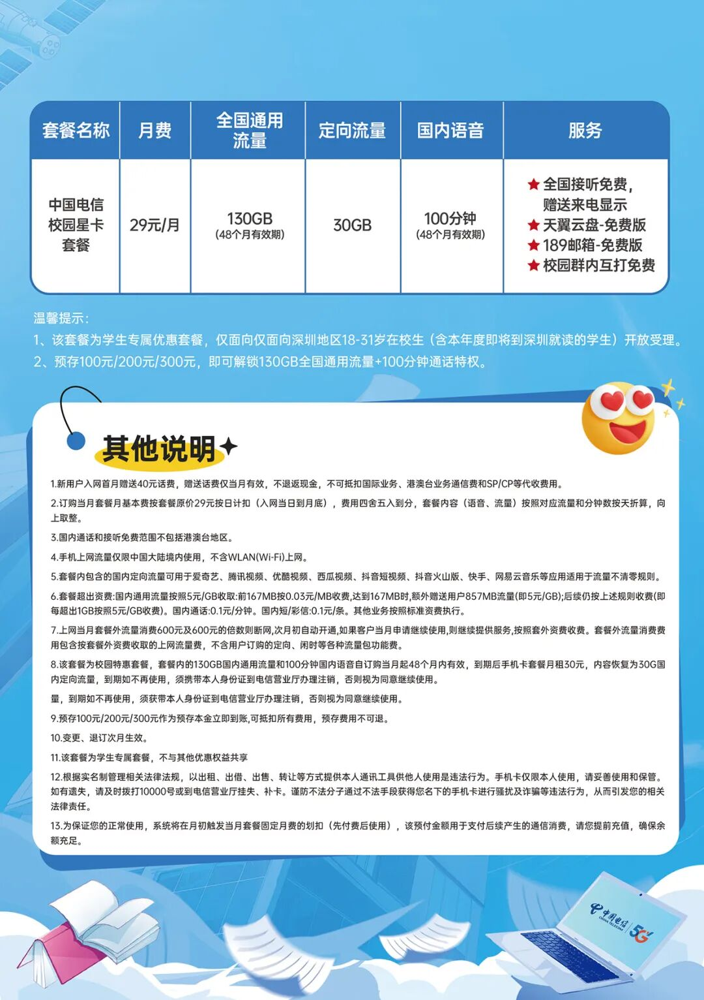 套餐名称 月费 全国通用流量 定向流量 国内语音 服务
中国电信
校园星卡
套餐
29元/月
130GB
(48个月有效期)
30GB
100分钟
(48个月有效期)
全国接听免费，
赠送来电显示
天翼云盘-免费版
189邮箱-免费版
校园群内互打免费
温馨提示：
1、该套餐为学生专属优惠套餐，仅面向仅面向深圳地区18-31岁在校生（含本年度即将到深圳就读的学生）开放受理。
2、预存100元/200元/300元，即可解锁130GB全国通用流量+100分钟通话特权。
其他说明
1.新用户入网首月赠送40元话费，赠送话费仅当月有效，不退返现金，不可抵扣国际业务、港澳台业务通信费和SP/CP等代收费用。
2.订购当月套餐月基本费按套餐原价29元按日计扣（入网当日到月底），费用四舍五入到分，套餐内容（语音、流量）按照对应流量和分钟数按天折算，向
上取整。
3.国内通话和接听免费范围不包括港澳台地区。
4.手机上网流量仅限中国大陆境内使用，不含WLAN(Wi-Fi)上网。
5.套餐内包含的国内定向流量可用于爱奇艺、腾讯视频、优酷视频、西瓜视频、抖音短视频、抖音火山版、快手、网易云音乐等应用适用于流量不清零规则。
6.套餐超出资费:国内通用流量按照5元/GB收取:前167MB按0.03元/MB收费,达到167MB时,额外赠送用户857MB流量(即5元/GB);后续仍按上述规则收费(即
每超出1GB按照5元/GB收费)。国内通话:0.1元/分钟。国内短/彩信:0.1元/条。其他业务按照标准资费执行。
7.上网当月套餐外流量消费600元及600元的倍数则断网,次月初自动开通,如果客户当月申请继续使用,则继续提供服务,按照套外资费收费。套餐外流量消费费
用包含按套餐外资费收取的上网流量费，不含用户订购的定向、闲时等各种流量包功能费。
8.该套餐为校园特惠套餐，套餐内的130GB国内通用流量和100分钟国内语音自订购当月起48个月内有效，到期后手机卡套餐月租30元，内容恢复为30G国
内定向流量，到期如不再使用，须携带本人身份证到电信营业厅办理注销，否则视为同意继续使用。
量，到期如不再使用，须获带本人身份证到电信营业厅办理注销，否则视为同意继续使用。
9.预存100元/200元/300元作为预存本金立即到账,可抵扣所有费用，预存费用不可退。
10.变更、退订次月生效。
11.该套餐为学生专属套餐，不与其他优惠权益共享
12.根据实名制管理相关法律法规，以出租、出借、出售、转让等方式提供本人通讯工具供他人使用是违法行为。手机卡仅限本人使用，请妥善使用和保管。
如有遗失，请及时拨打10000号或到电信营业厅挂失、补卡。谨防不法分子通过不法手段获得您名下的手机卡进行骚扰及诈骗等违法行为，从而引发您的相关
法律责任。
13.为保证您的正常使用，系统将在月初触发当月套餐固定月费的划扣（先付费后使用），该预付金额用于支付后续产生的通信消费，请您提前充值，确保余
额充足。
中国电信
CHINA TELECOM
5G